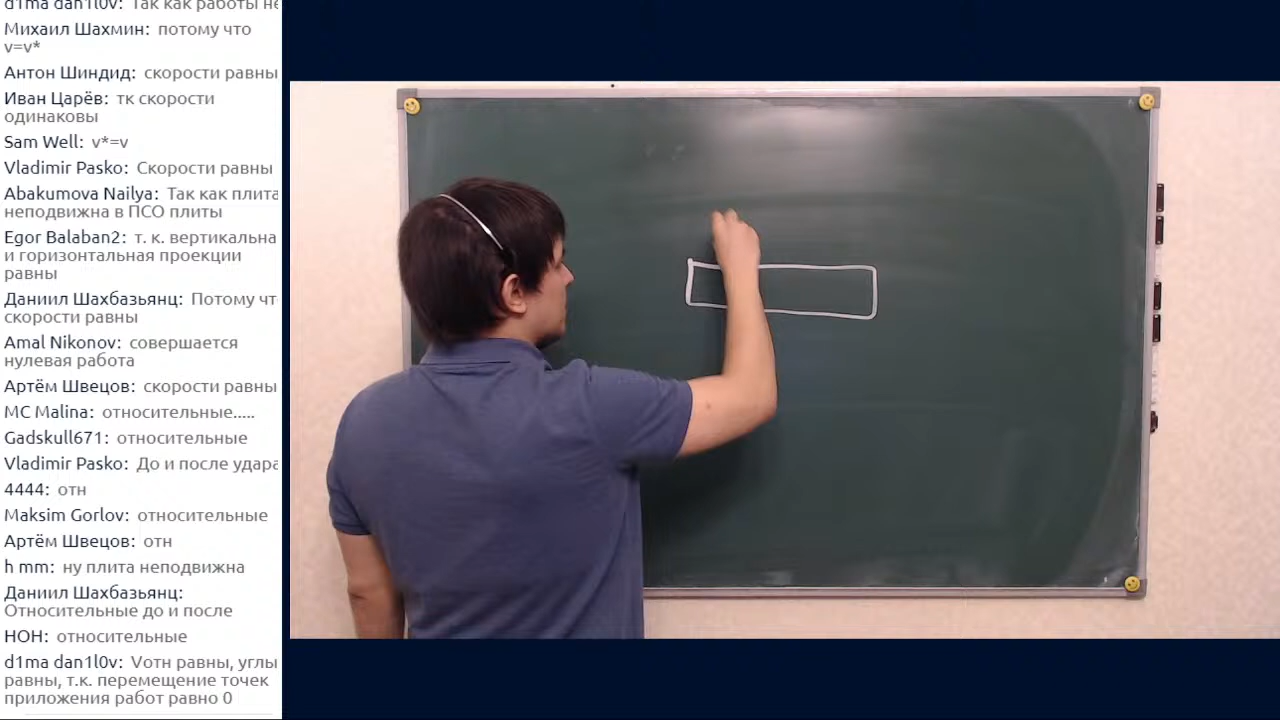 d1ma dan1l0v: Так как работы не
Михаил Шахмин: потому что
v=v*
Антон Шиндид: скорости равны
Иван Царёв: тк скорости
одинаковы
Sam Well: v*=v
Vladimir Pasko: Скорости равны
Abakumova Nailya: Так как плита
неподвижна в ПСО плиты
Egor Balaban2: т. к. вертикальна
и горизонтальная проекции
равны
Даниил Шахбазьянц: Потому чт
скорости равны
Amal Nikonov: совершается
нулевая работа
Артём Швецов: скорости равны
MC Malina: относительные.....
Gadskull671: относительные
Vladimir Pasko: До и после удара
4444: отн
Maksim Gorlov: относительные
Артём Швецов: отн
h mm: ну плита неподвижна
Даниил Шахбазьянц:
Относительные до и после
НОН: относительные
d1ma dan1l0v: Vотн равны, углы
равны, т.к. перемещение точек
приложения работ равно 0